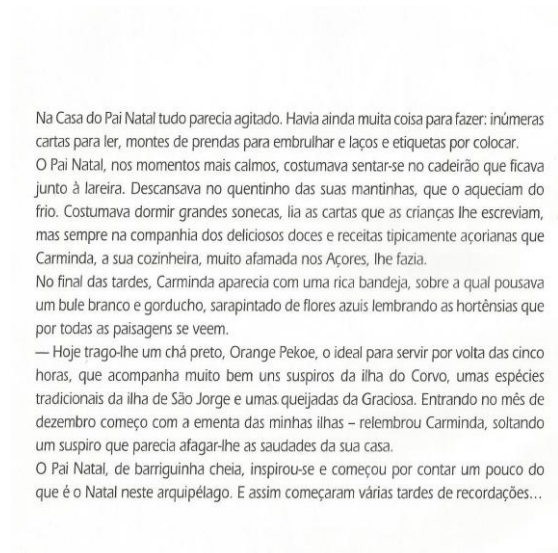 Na Casa do Pai Natal tudo parecia agitado. Havia ainda muita coisa para fazer: inúmeras
cartas para ler, montes de prendas para embrulhar e laços e etiquetas por colocar.
O Pai Natal, nos momentos mais calmos, costumava sentar-se no cadeirão que ficava
junto à lareira. Descansava no quentinho das suas mantinhas, que o aqueciam do
frio. Costumava dormir grandes sonecas, lia as cartas que as crianças lhe escreviam,
mas sempre na companhia dos deliciosos doces e receitas tipicamente açorianas que
Carminda, a sua cozinheira, muito afamada nos Açores, lhe fazia.
No final das tardes, Carminda aparecia com uma rica bandeja, sobre a qual pousava
um bule branco e gorducho, sarapintado de flores azuis lembrando as hortênsias que
por todas as paisagens se veem.
— Hoje trago-lhe um chá preto, Orange Pekoe, o ideal para servir por volta das cinco
horas, que acompanha muito bem uns suspiros da ilha do Corvo, umas espécies
tradicionais da ilha de São Jorge e umas queijadas da Graciosa. Entrando no mês de
dezembro começo com a ementa das minhas ilhas – relembrou Carminda, soltando
um suspiro que parecia afagar-lhe as saudades da sua casa.
O Pai Natal, de barriguinha cheia, inspirou-se e começou por contar um pouco do
que é o Natal neste arquipélago. E assim começaram várias tardes de recordações…